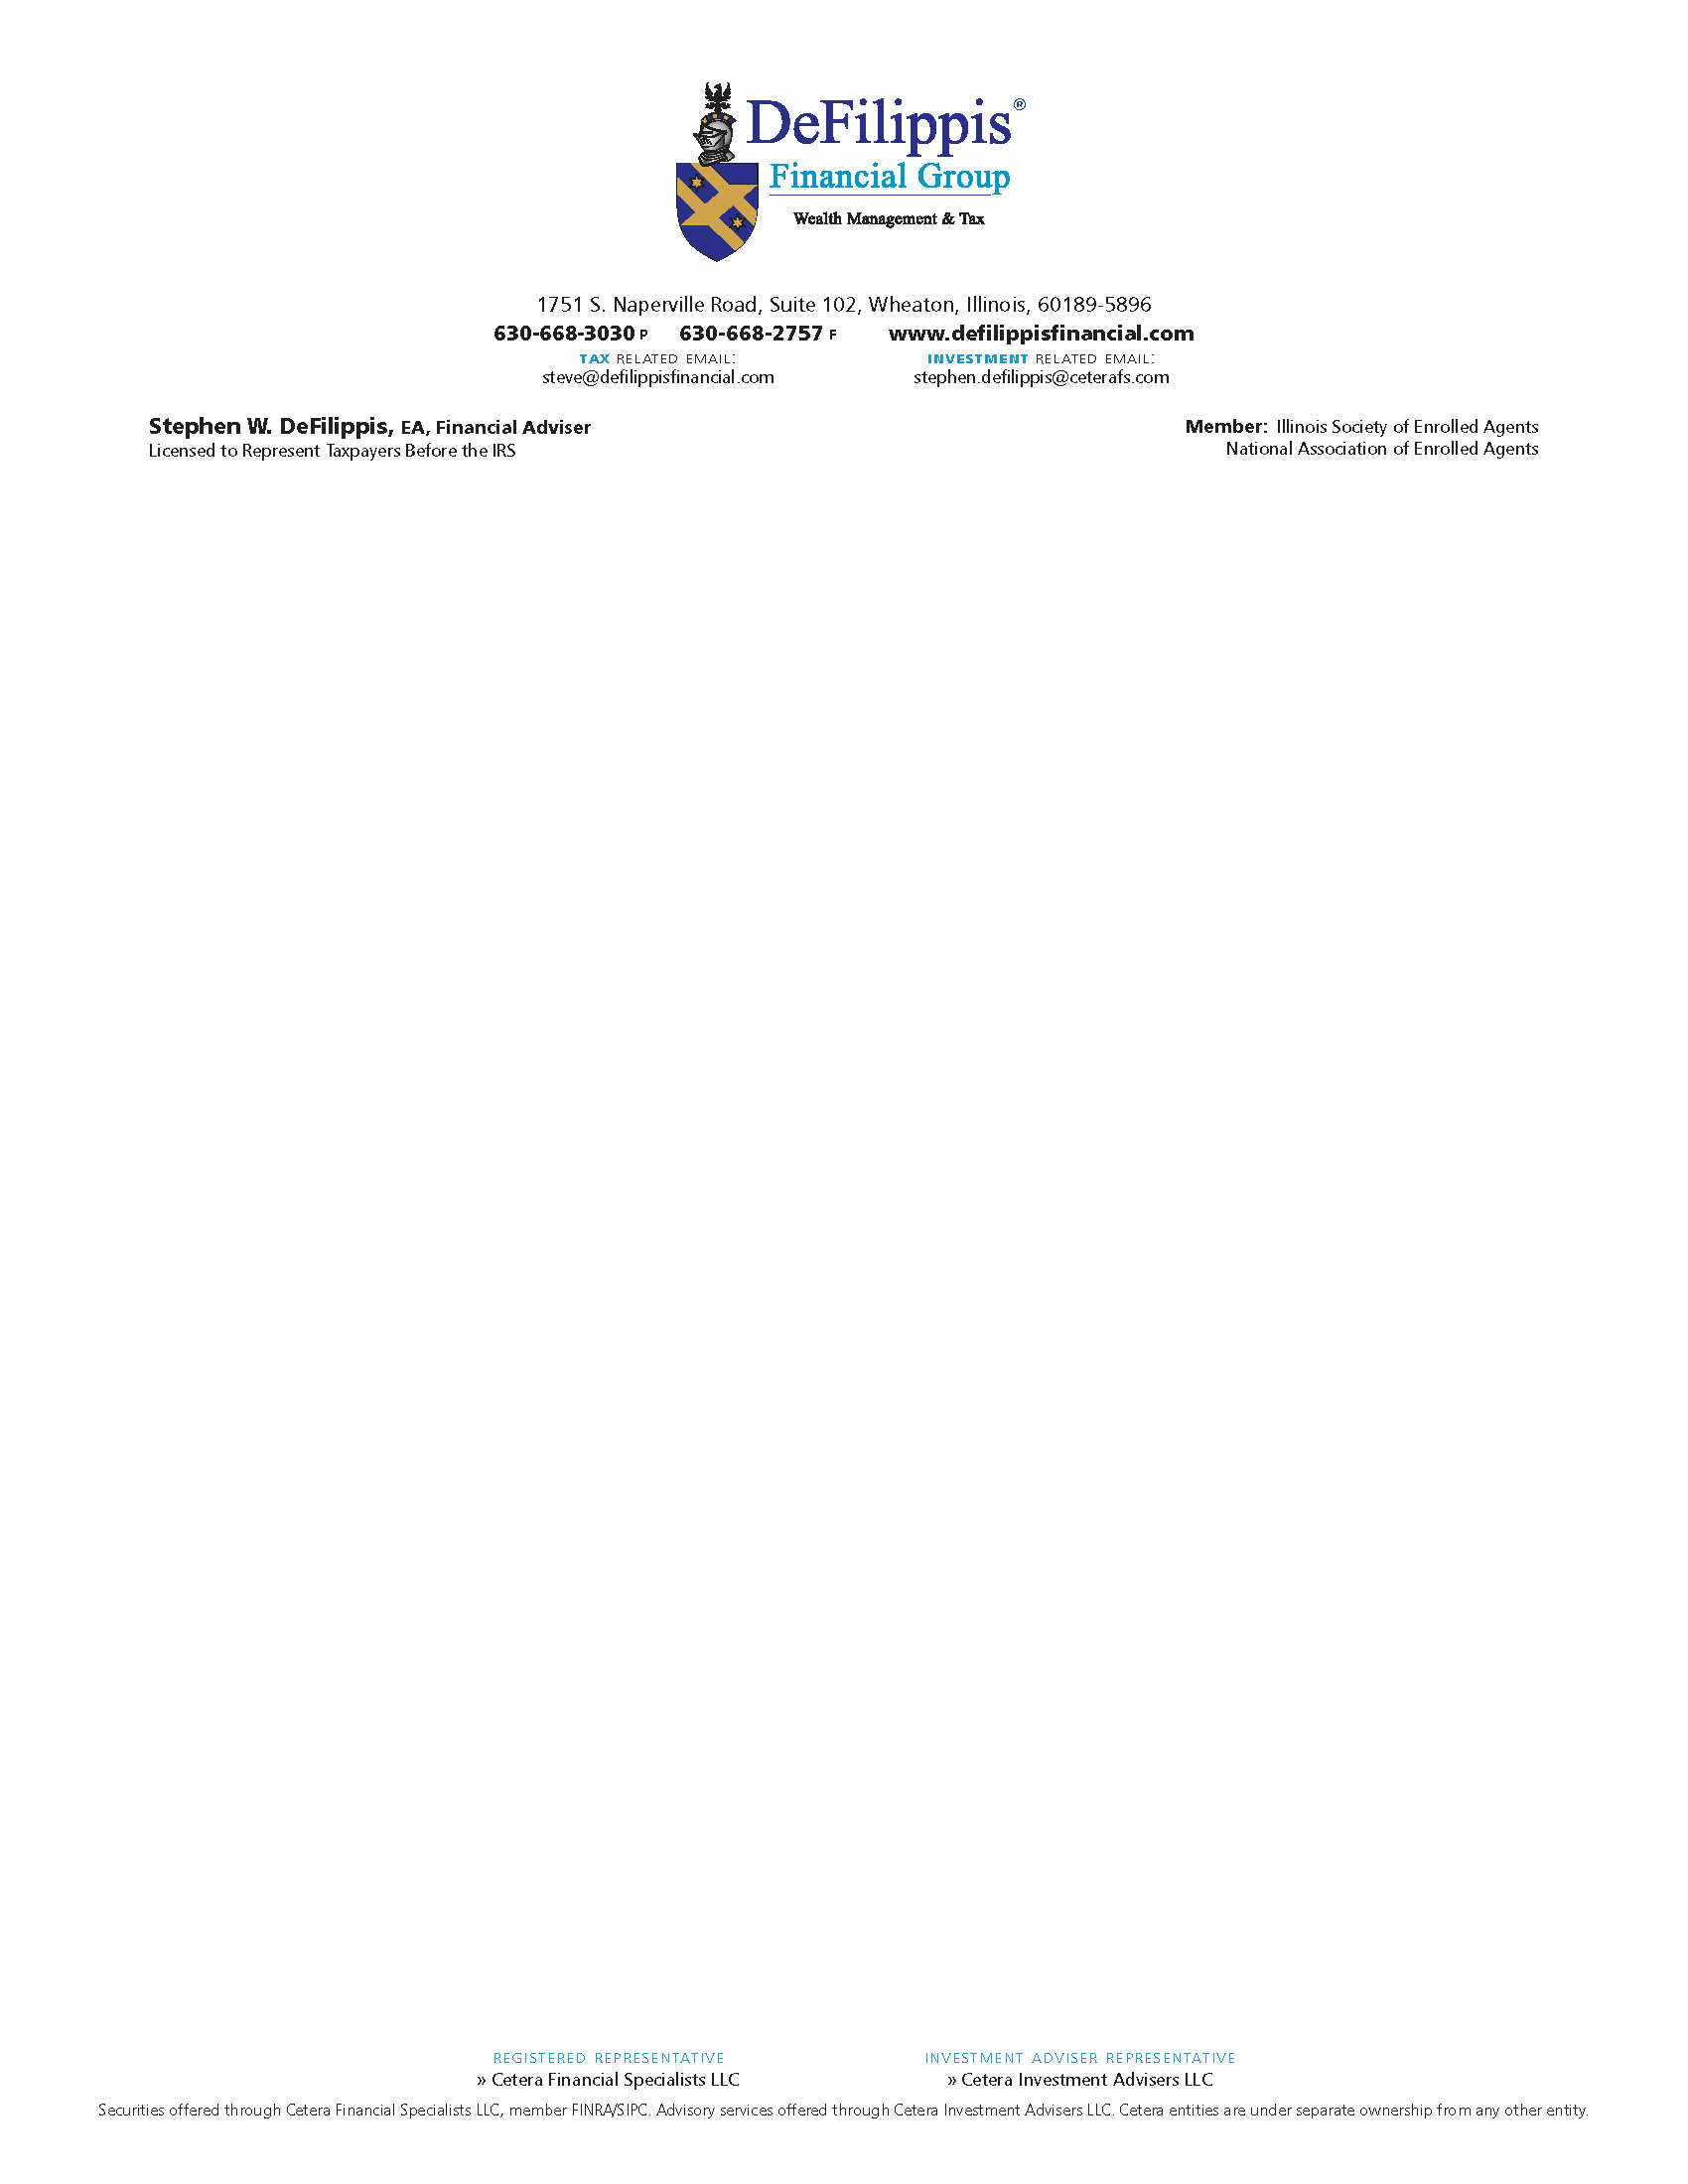 DeFilippis®
Financial Group
Wealth Management & Tax
1751 S. Naperville Road, Suite 102, Wheaton, Illinois, 60189-5896
630-668-3030 P 630-668-2757 F www.defilippisfinancial.com
TAX RELATED EMAIL: INVESTMENT RELATED EMAIL:
steve@defilippisfinancial.com stephen.defilippis@ceterafs.com
Stephen W. DeFilippis, EA, Financial Adviser Member: Illinois Society of Enrolled Agents
Licensed to Represent Taxpayers Before the IRS National Association of Enrolled Agents
REGISTERED REPRESENTATIVE INVESTMENT ADVISER REPRESENTATIVE
» Cetera Financial Specialists LLC » Cetera Investment Advisers LLC
Securities offered through Cetera Financial Specialists LLC, member FINRA/SIPC. Advisory services offered through Cetera Investment Advisers LLC. Cetera entities are under separate ownership from any other entity.